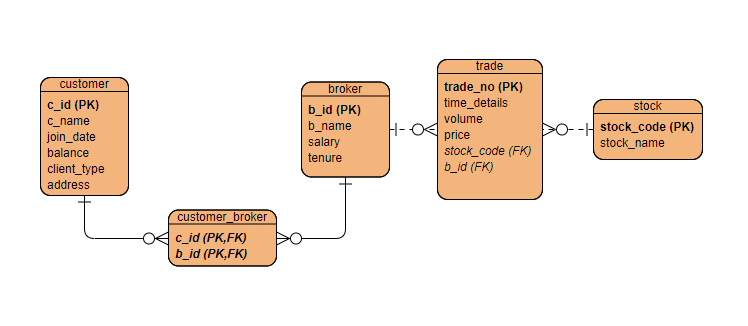 customer
c_id (PK)
c_name
join_date
balance
client_type
address
customer_broker
c_id (PK,FK)
b_id (PK,FK)
broker
b_id (PK)
b_name
salary
tenure
trade
trade_no (PK)
time_details
volume
price
stock_code (FK)
b_id (FK)
stock
stock_code (PK)
stock_name